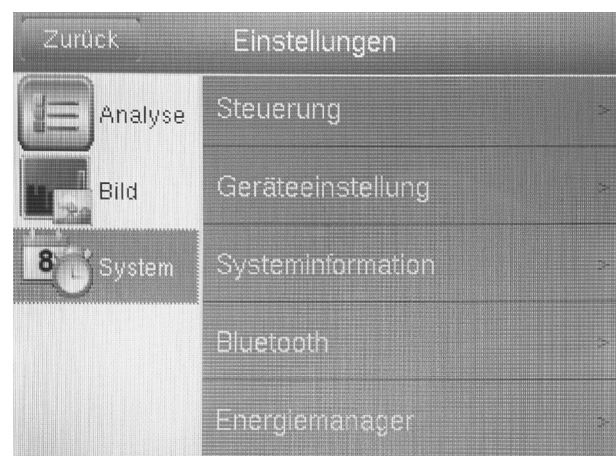 Zurück
Einstellungen
Analyse
Bild
8
System
Steuerung
>
Geräteeinstellung
>
Systeminformation
>
Bluetooth
>
Energiemanager
>